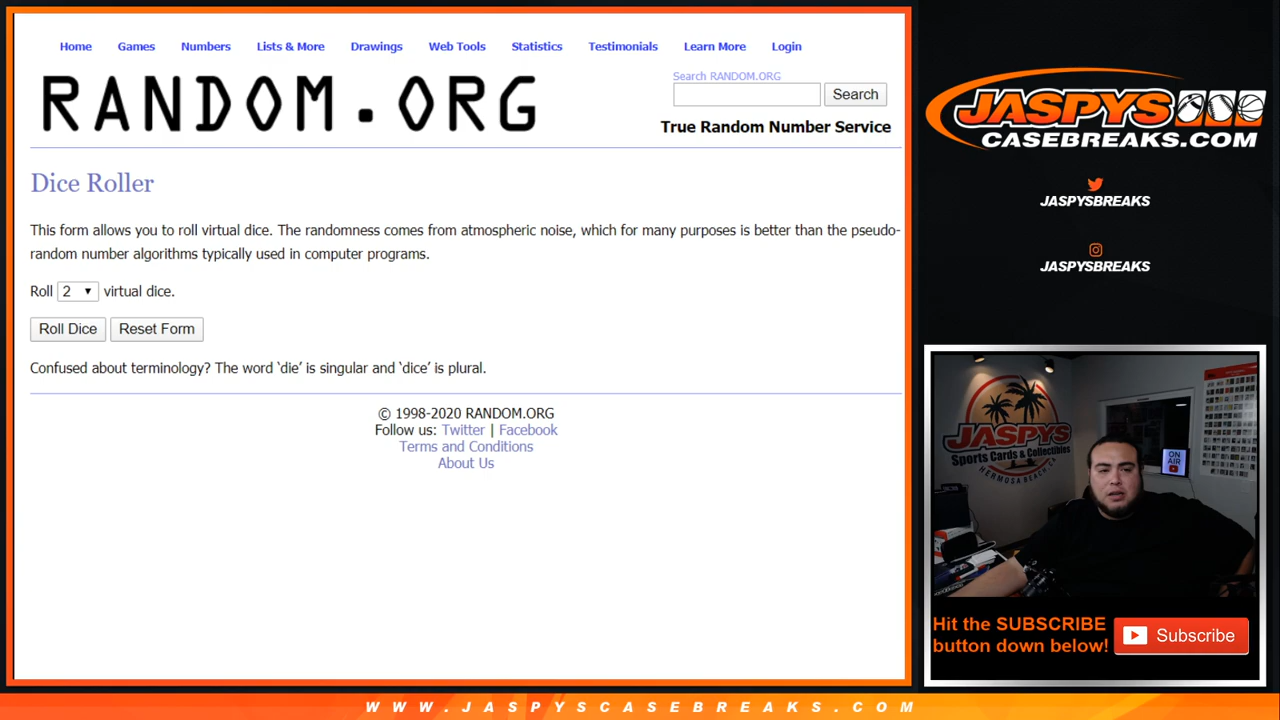 Home Games Numbers Lists & More Drawings Web Tools Statistics Testimonials Learn More Login
RANDOM.ORG
Search RANDOM.ORG
Search
True Random Number Service
Dice Roller
This form allows you to roll virtual dice. The randomness comes from atmospheric noise, which for many purposes is better than the pseudo-
random number algorithms typically used in computer programs.
Roll 2 virtual dice.
Roll Dice Reset Form
Confused about terminology? The word ‘die’ is singular and ‘dice’ is plural.
© 1998-2020 RANDOM.ORG
Follow us: Twitter | Facebook
Terms and Conditions
About Us
JASPYS
CASEBREAKS.COM
JASPYSBREAKS
JASPYSBREAKS
JASPYS
Sports Cards & Collectibles
HERMOSA BEACH, CA
ON
AIR
Hit the SUBSCRIBE
button down below!
Subscribe
WWW.JASPYSCASEBREAKS.COM